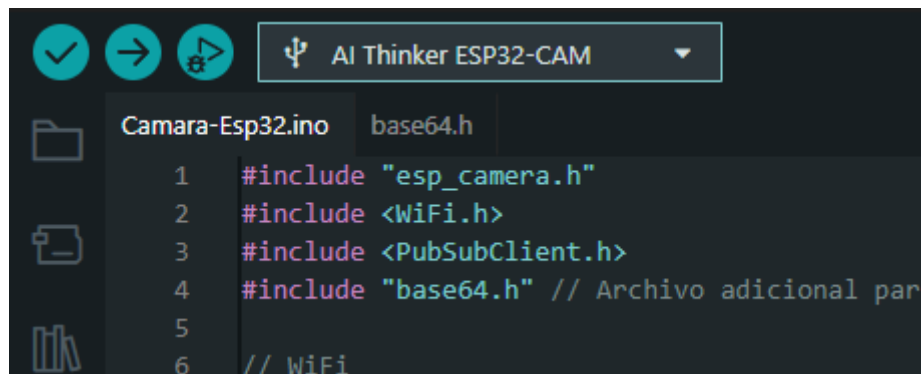 AI Thinker ESP32-CAM
Camara-Esp32.ino base64.h
1 #include "esp_camera.h"
2 #include <WiFi.h>
3 #include <PubSubClient.h>
4 #include "base64.h" // Archivo adicional par
5
6 // WiFi